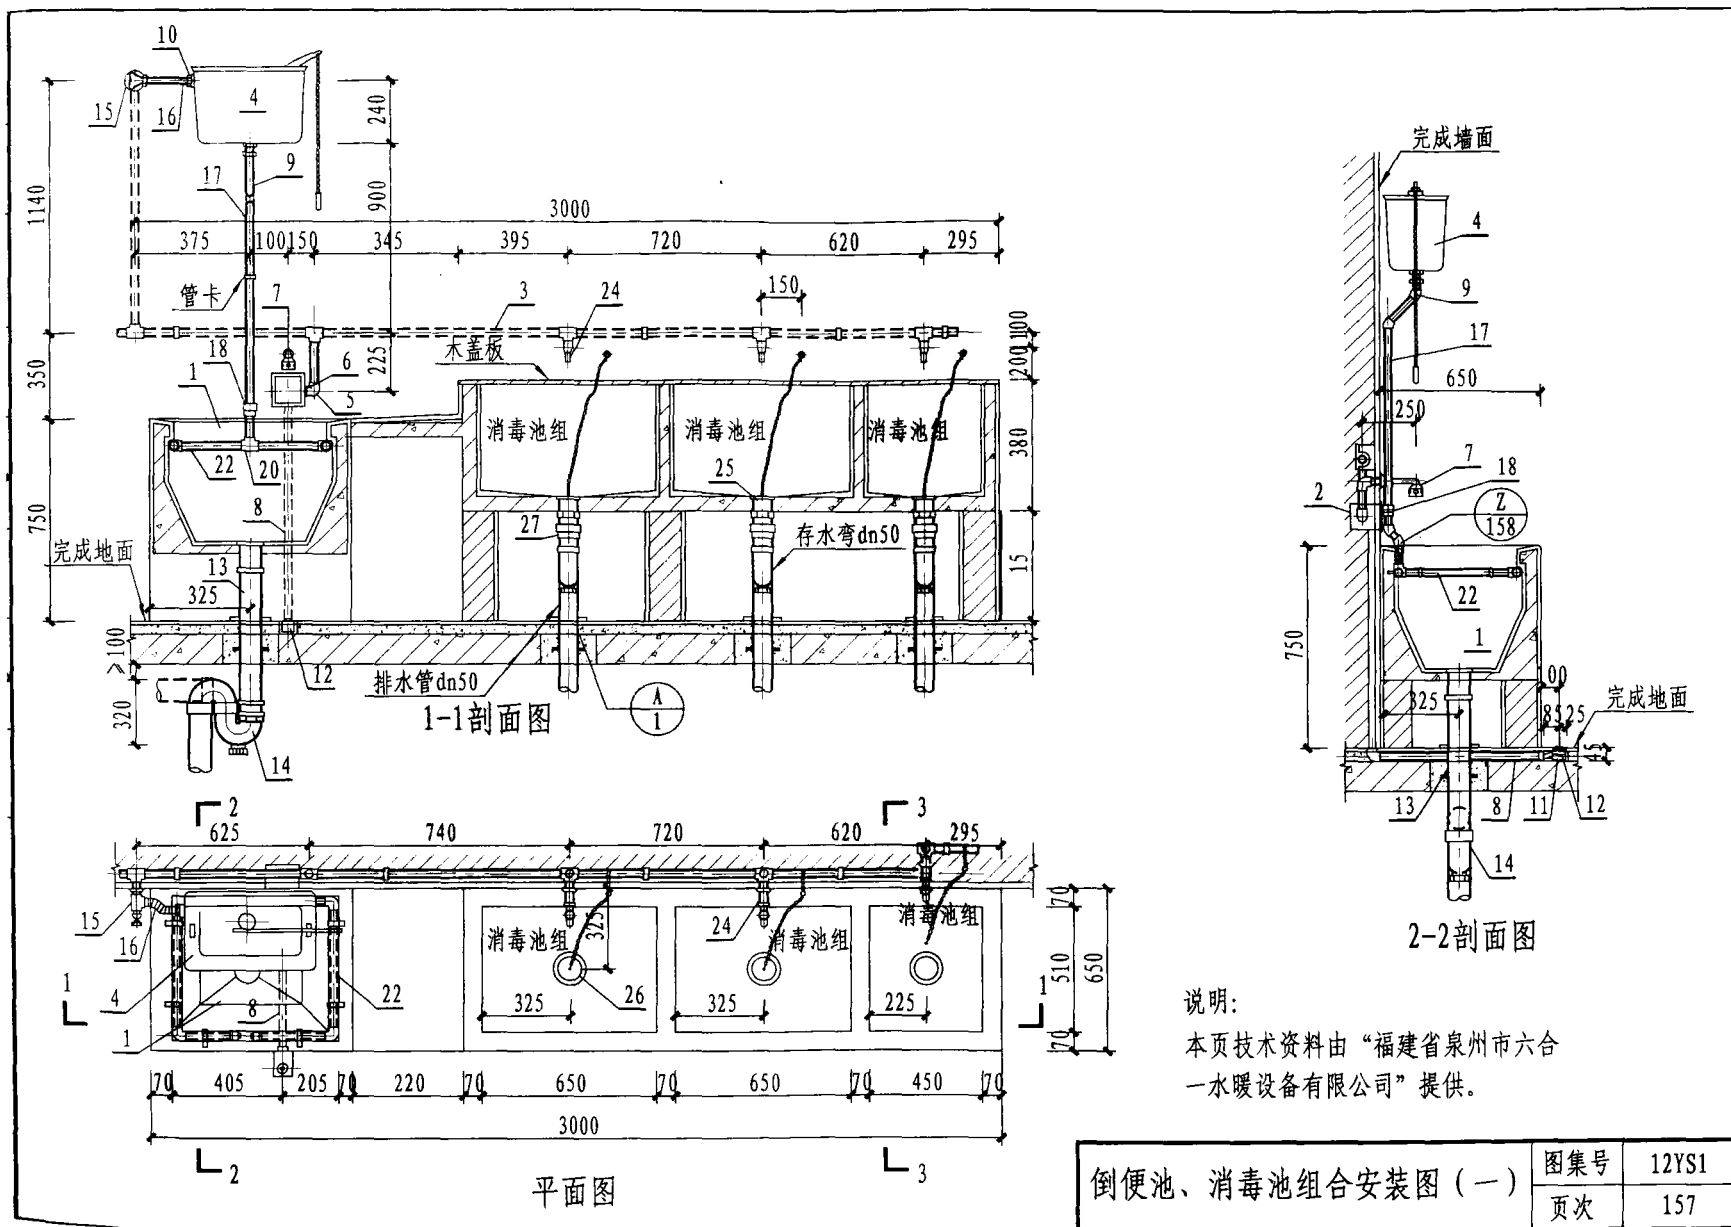 10
15
16
4
240
9
17
900
1140
3000
375 100 150 345 395 720 620 295
管卡
7
3
24
150
100
18
1
6
5
225
200
350
木盖板
消毒池组 消毒池组 消毒池组
22
20
25
380
8
27
750
完成地面
13
325
存水弯dn50
15
≥100
12
排水管dn50
A
1
320
14
1-1剖面图
完成墙面
4
9
17
650
250
7
18
2
Z
158
22
1
750
325
00
85 25
完成地面
15
13
8
11
12
14
2-2剖面图
2 3
625 740 720 620 295
15
16
4
1
8
22
消毒池组
325
24
消毒池组
消毒池组
26
325 325 225
70
510
70
650
1 1
70 405 205 70 220 70 650 70 650 70 450 70
3000
2 3
平面图
说明:
本页技术资料由“福建省泉州市六合
一水暖设备有限公司”提供。
倒便池、消毒池组合安装图(一)
图集号 12YS1
页次 157